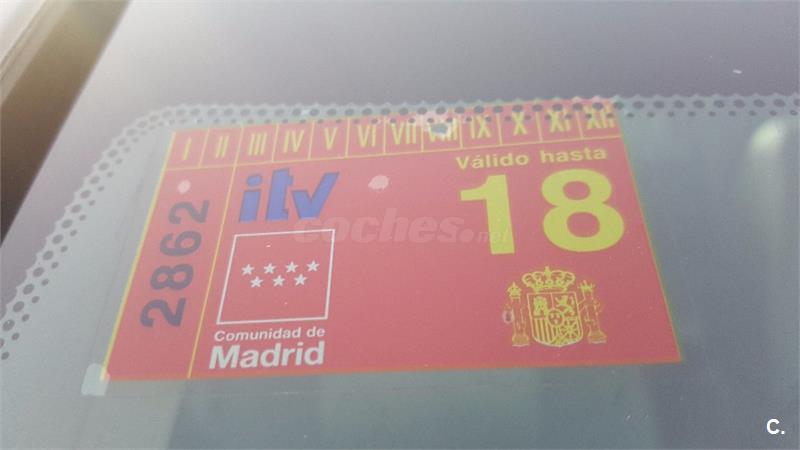 I II III IV V VI VII VIII IX X XI XII
Válido hasta
itv
18
2862
coches.net
Comunidad de
Madrid
C.